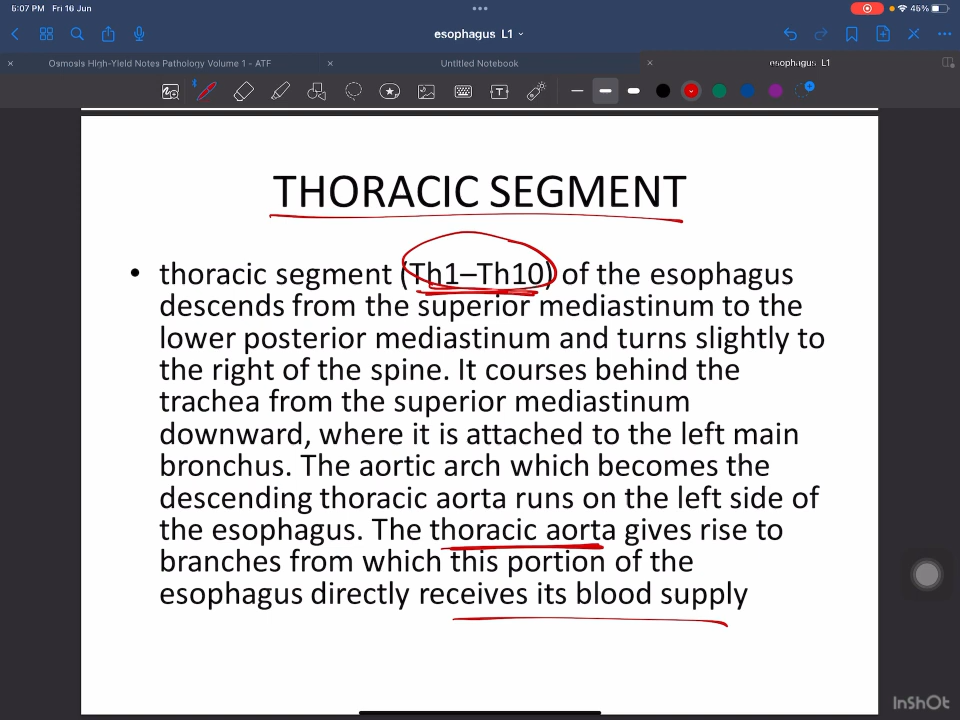 5:07 PM Fri 16 Jun
45%
esophagus L1
Osmosis High-Yield Notes Pathology Volume 1 - ATF
Untitled Notebook
esophagus L1
THORACIC SEGMENT
• thoracic segment (Th1–Th10) of the esophagus
descends from the superior mediastinum to the
lower posterior mediastinum and turns slightly to
the right of the spine. It courses behind the
trachea from the superior mediastinum
downward, where it is attached to the left main
bronchus. The aortic arch which becomes the
descending thoracic aorta runs on the left side of
the esophagus. The thoracic aorta gives rise to
branches from which this portion of the
esophagus directly receives its blood supply
InShOt